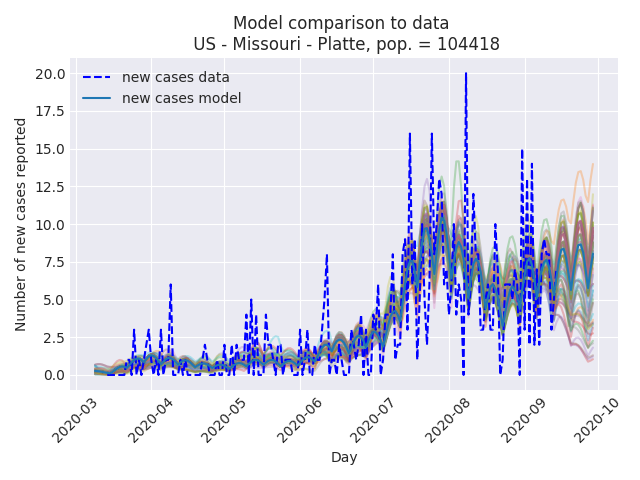 Model comparison to data
US - Missouri - Platte, pop. = 104418
new cases data
new cases model
Number of new cases reported
20.0
17.5
15.0
12.5
10.0
7.5
5.0
2.5
0.0
2020-03
2020-04
2020-05
2020-06
2020-07
2020-08
2020-09
2020-10
Day